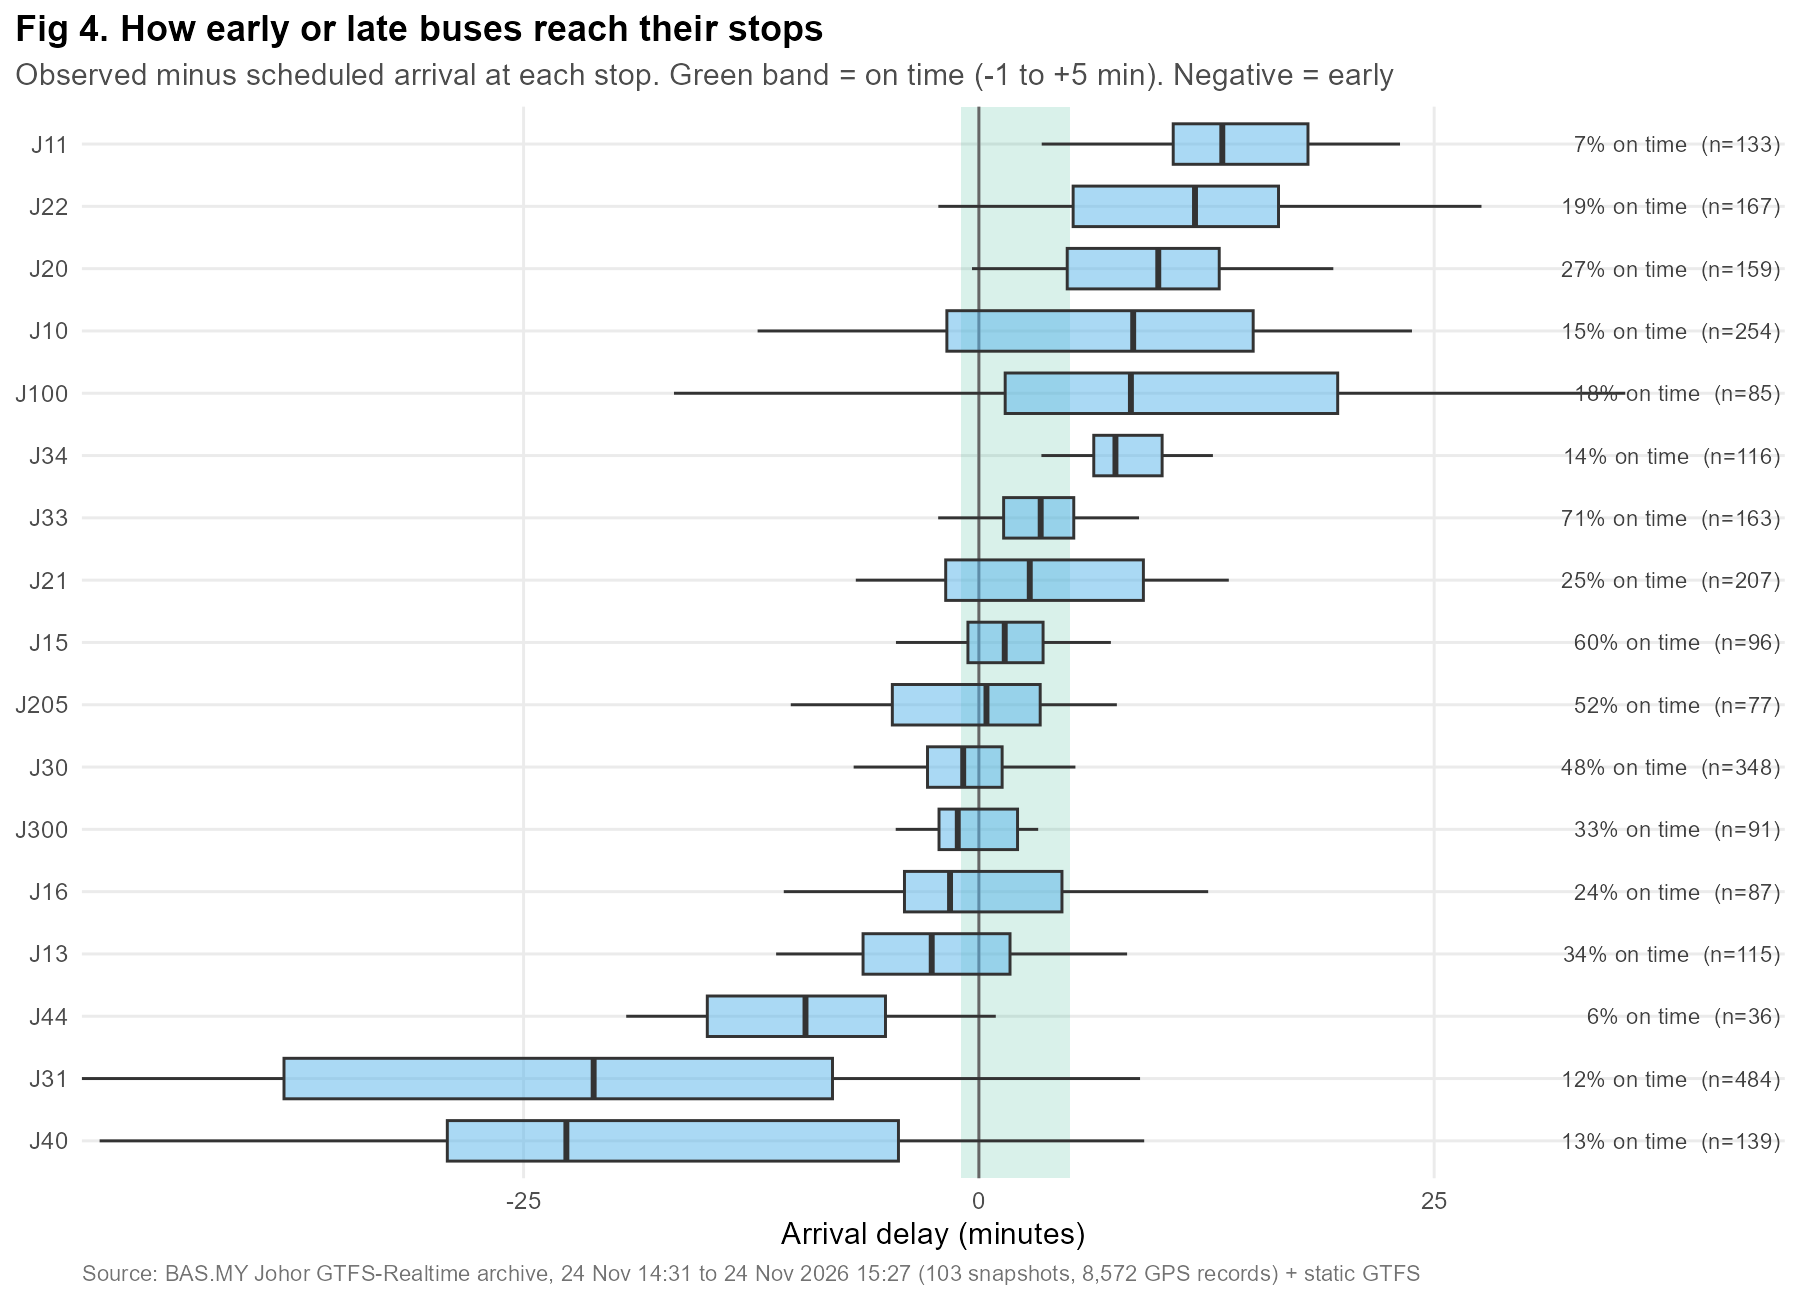 Fig 4. How early or late buses reach their stops
Observed minus scheduled arrival at each stop. Green band = on time (-1 to +5 min). Negative = early
J11 7% on time (n=133)
J22 19% on time (n=167)
J20 27% on time (n=159)
J10 15% on time (n=254)
J100 18% on time (n=85)
J34 14% on time (n=116)
J33 71% on time (n=163)
J21 25% on time (n=207)
J15 60% on time (n=96)
J205 52% on time (n=77)
J30 48% on time (n=348)
J300 33% on time (n=91)
J16 24% on time (n=87)
J13 34% on time (n=115)
J44 6% on time (n=36)
J31 12% on time (n=484)
J40 13% on time (n=139)
-25 0 25
Arrival delay (minutes)
Source: BAS.MY Johor GTFS-Realtime archive, 24 Nov 14:31 to 24 Nov 2026 15:27 (103 snapshots, 8,572 GPS records) + static GTFS